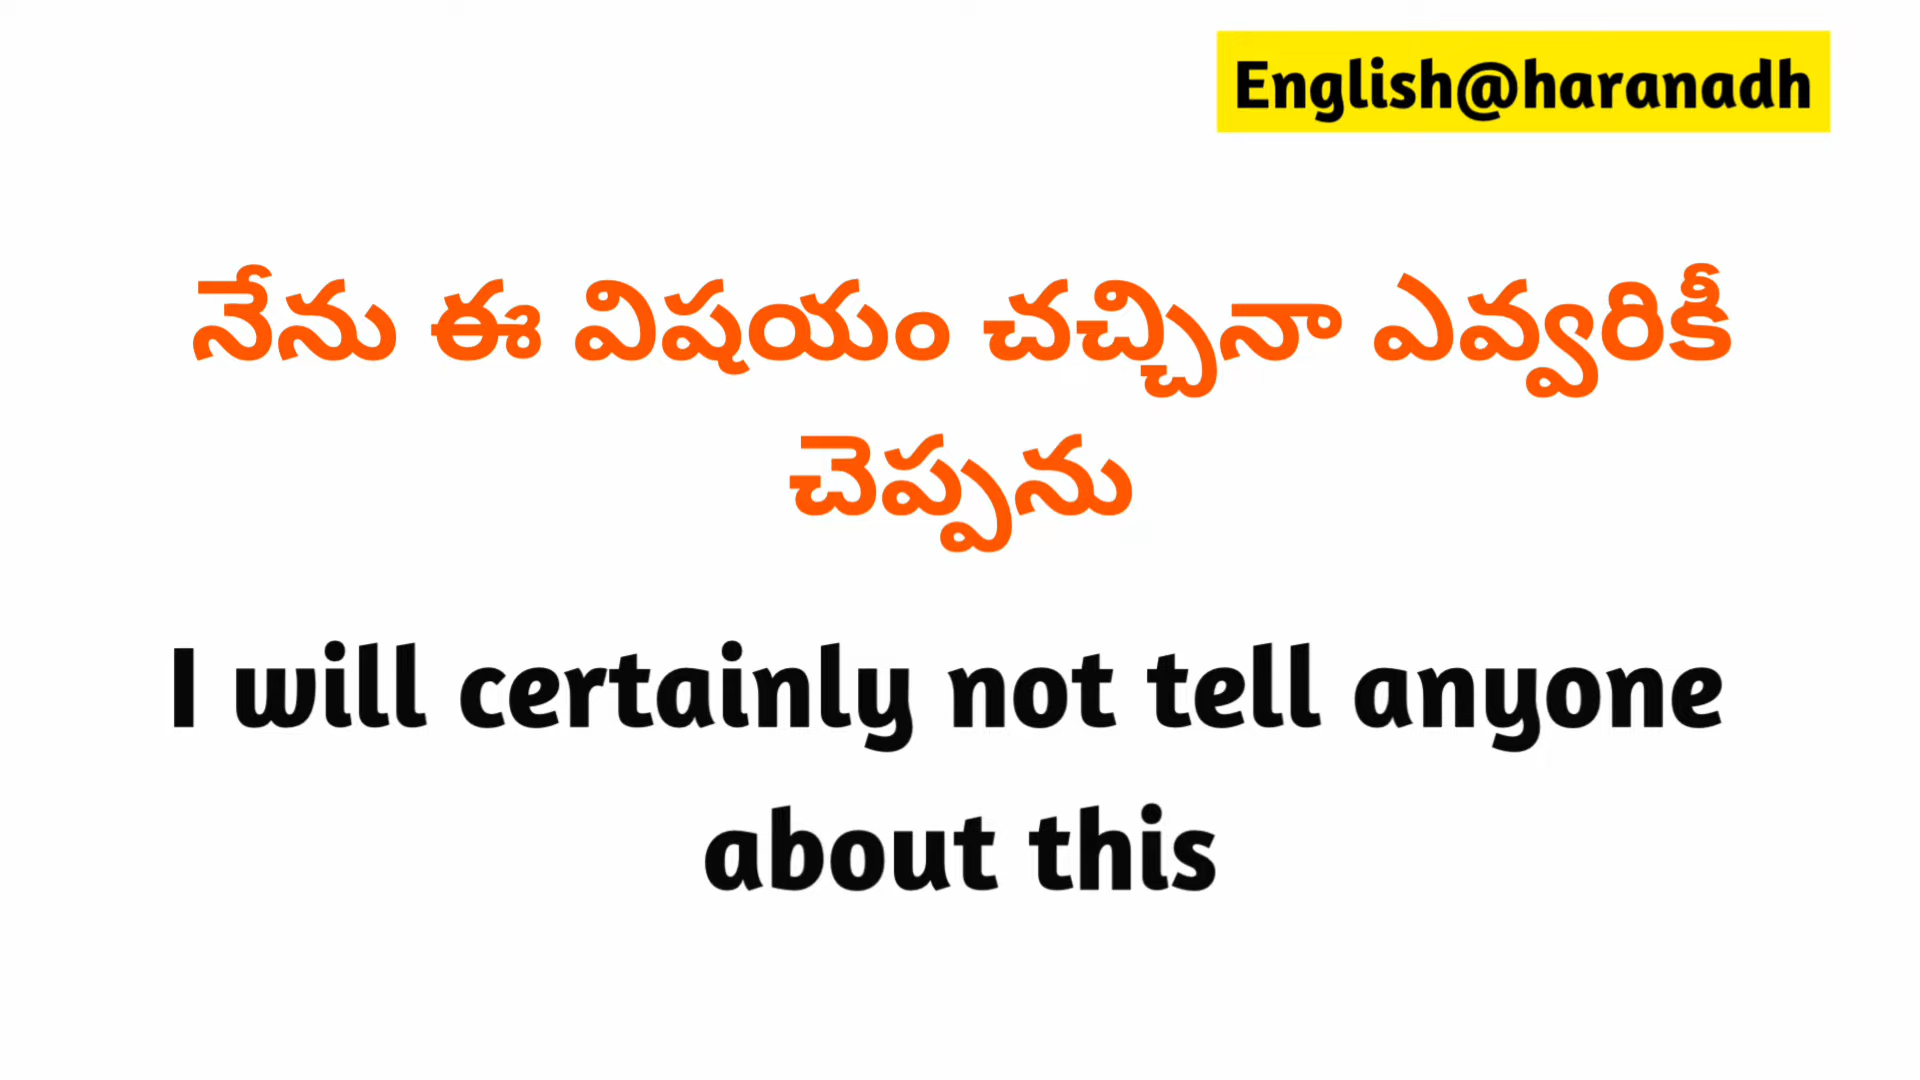 English@haranadh
నేను ఈ విషయం చచ్చినా ఎవ్వరికీ
చెప్పను
I will certainly not tell anyone
about this